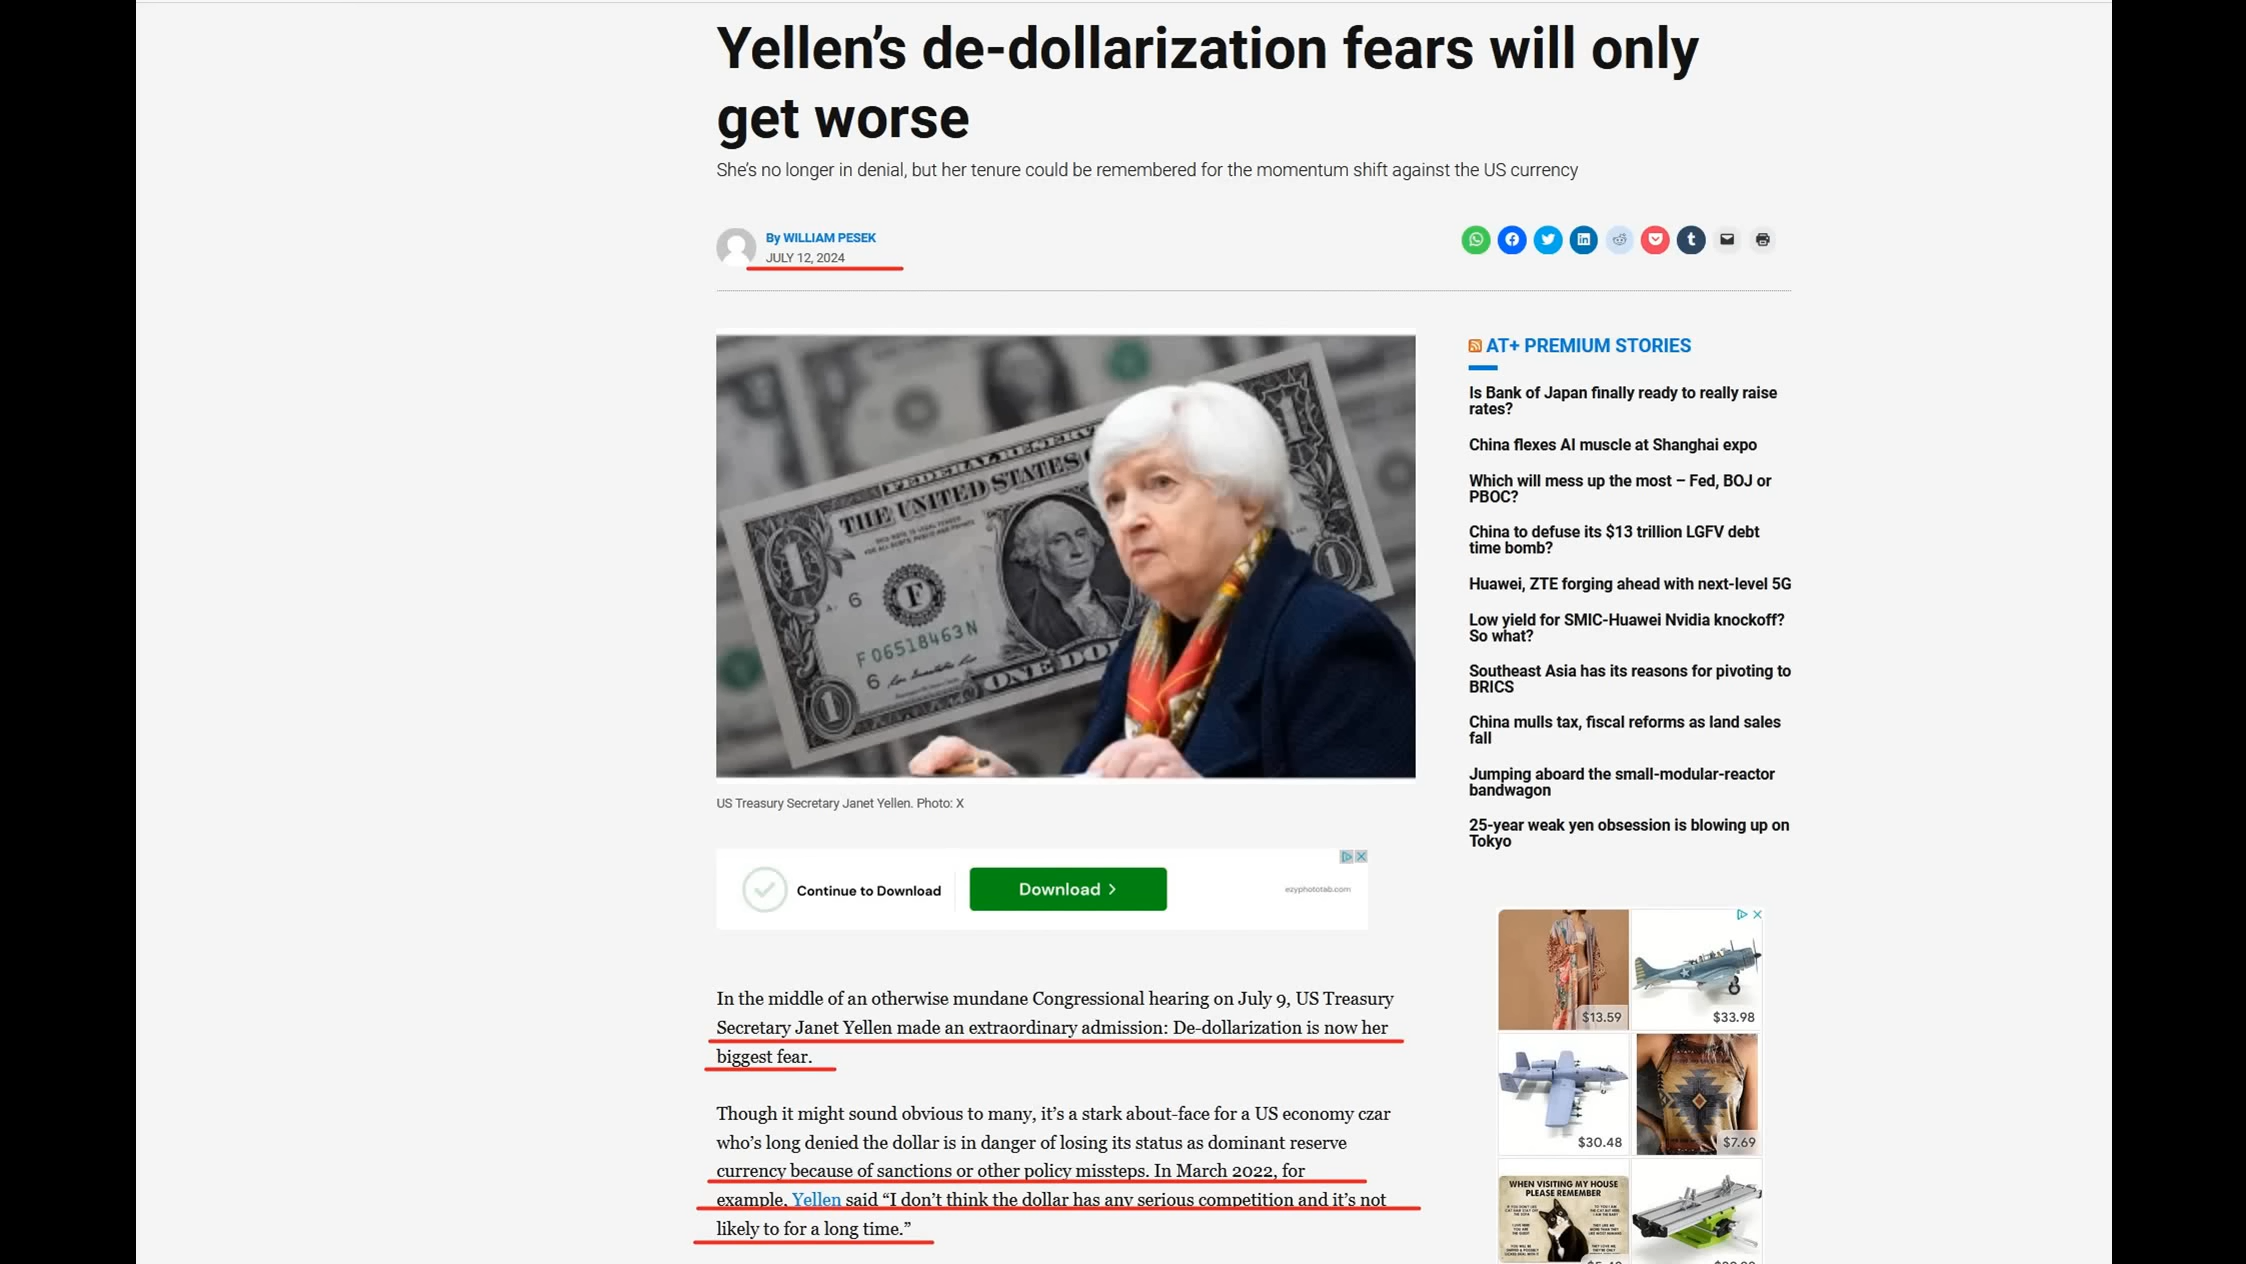 Yellen's de-dollarization fears will only
get worse
She's no longer in denial, but her tenure could be remembered for the momentum shift against the US currency
By WILLIAM PESEK
JULY 12, 2024
FEDERAL RESERVE
THE UNITED STATES
F 06518463 N
ONE DO
US Treasury Secretary Janet Yellen. Photo: X
Continue to Download
Download >
ezyphototab.com
In the middle of an otherwise mundane Congressional hearing on July 9, US Treasury
Secretary Janet Yellen made an extraordinary admission: De-dollarization is now her
biggest fear.
Though it might sound obvious to many, it's a stark about-face for a US economy czar
who's long denied the dollar is in danger of losing its status as dominant reserve
currency because of sanctions or other policy missteps. In March 2022, for
example, Yellen said “I don't think the dollar has any serious competition and it's not
likely to for a long time.”
AT+ PREMIUM STORIES
Is Bank of Japan finally ready to really raise
rates?
China flexes AI muscle at Shanghai expo
Which will mess up the most – Fed, BOJ or
PBOC?
China to defuse its $13 trillion LGFV debt
time bomb?
Huawei, ZTE forging ahead with next-level 5G
Low yield for SMIC-Huawei Nvidia knockoff?
So what?
Southeast Asia has its reasons for pivoting to
BRICS
China mulls tax, fiscal reforms as land sales
fall
Jumping aboard the small-modular-reactor
bandwagon
25-year weak yen obsession is blowing up on
Tokyo
$13.59
$33.98
$30.48
$7.69
WHEN VISITING MY HOUSE
PLEASE REMEMBER